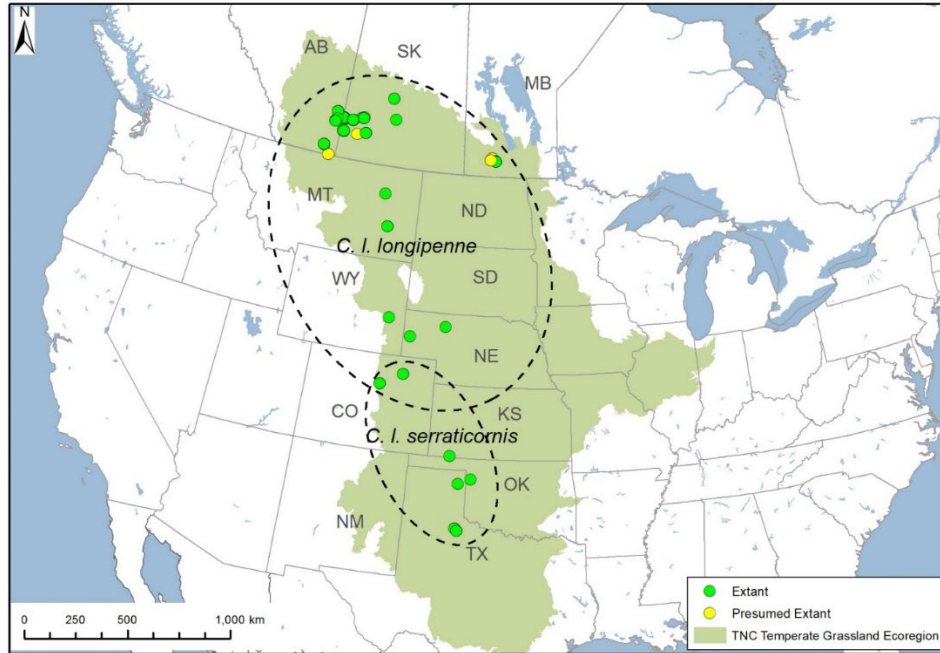 N
AB
SK
MB
MT
ND
C. l. longipenne
WY
SD
NE
CO
KS
C. l. serraticornis
OK
NM
TX
Extant
Presumed Extant
TNC Temperate Grassland Ecoregion
0 250 500 1,000 km